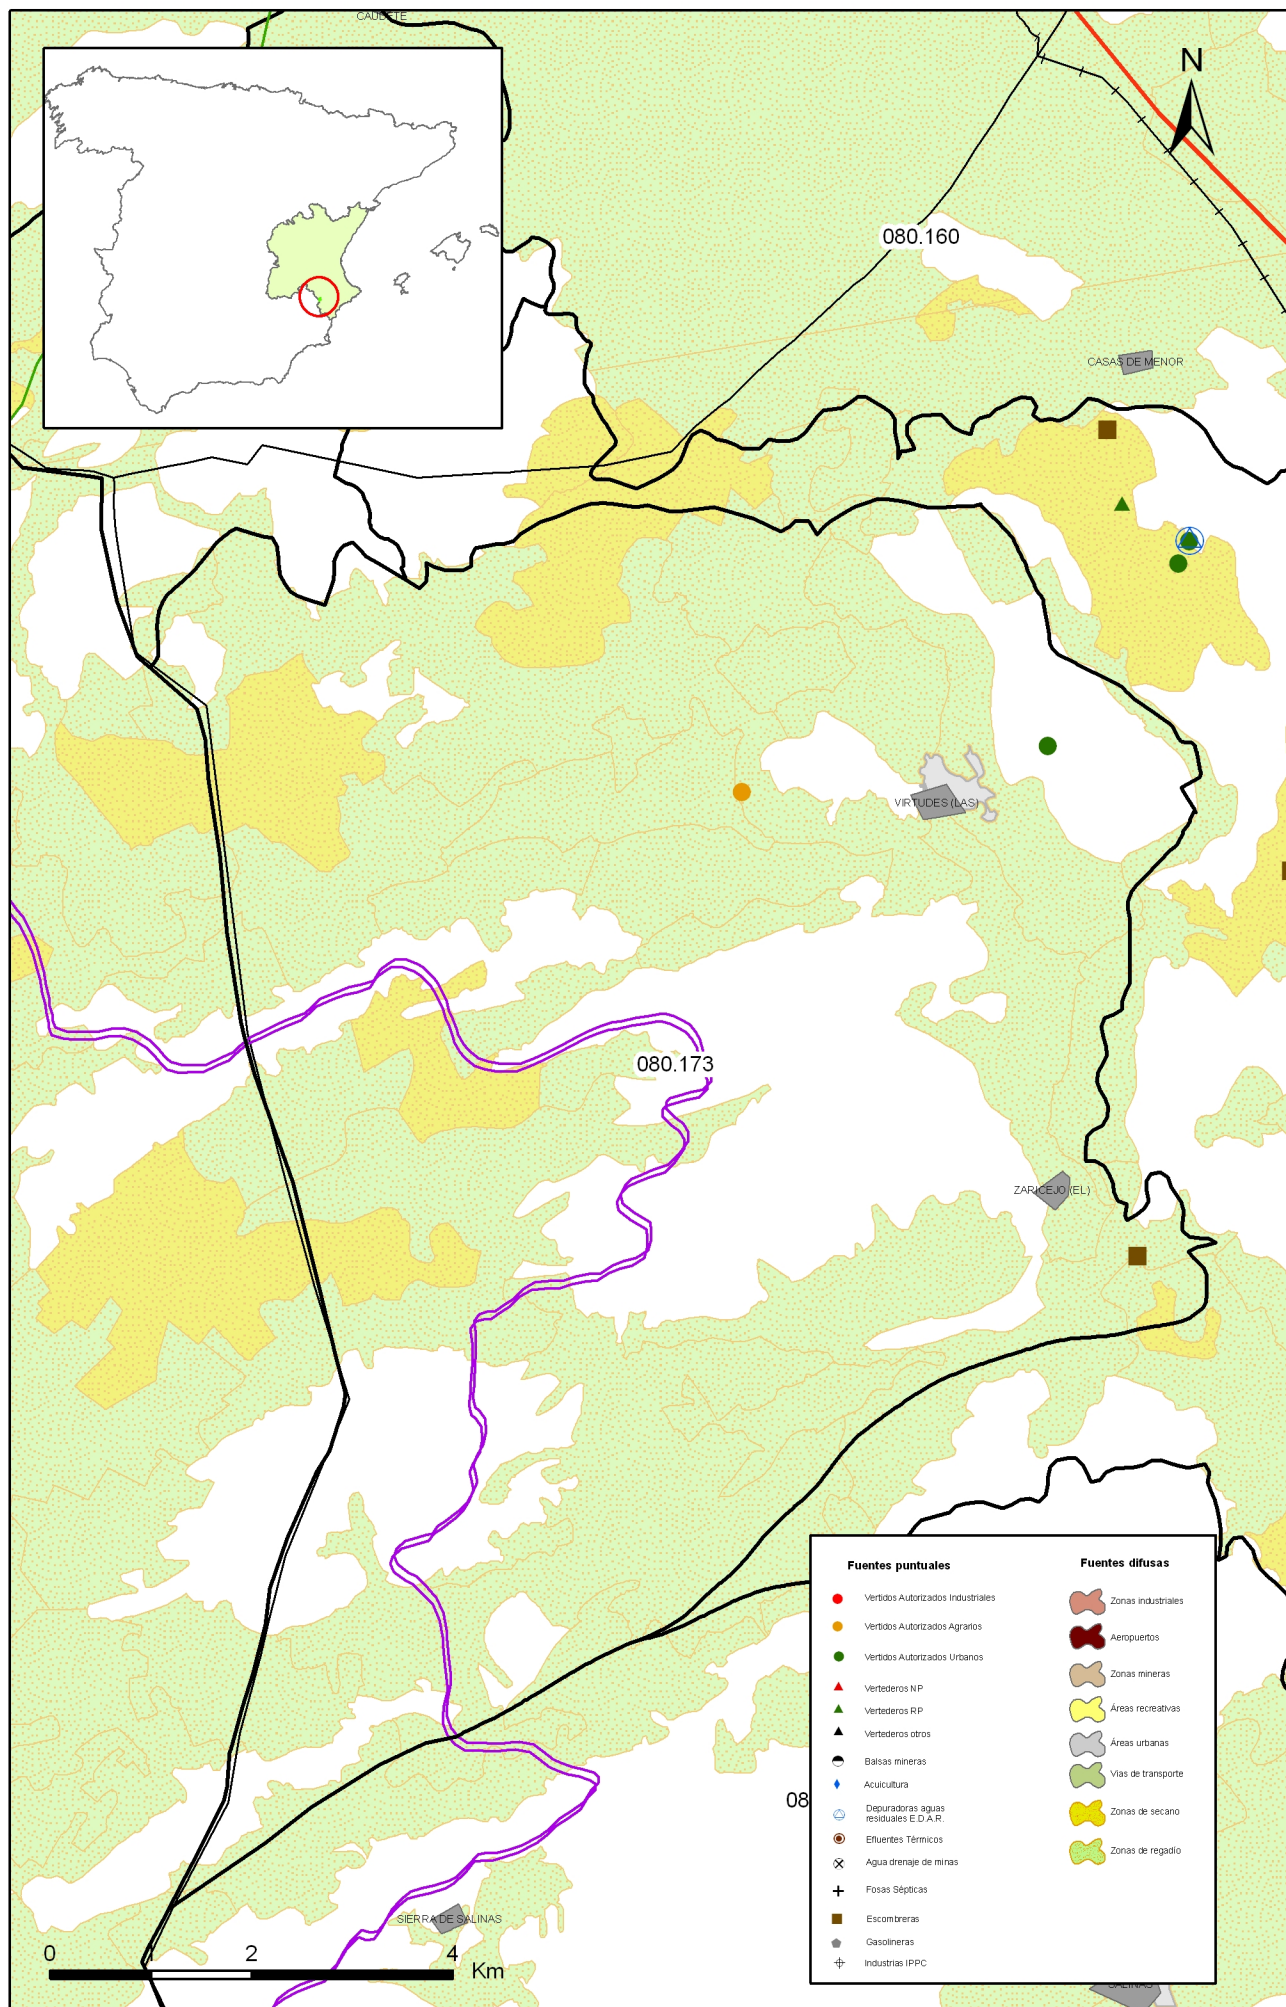 CAUDETE
N
080.160
CASAS DE MENOR
VIRTUDES (LAS)
080.173
ZARICEJO (EL)
08
SIERRA DE SALINAS
0 1 2 4
Km
SALINAS
Fuentes puntuales
Vertidos Autorizados Industriales
Vertidos Autorizados Agrarios
Vertidos Autorizados Urbanos
Vertederos NP
Vertederos RP
Vertederos otros
Balsas mineras
Acuicultura
Depuradoras aguas
residuales E.D.A.R.
Efluentes Térmicos
Agua drenaje de minas
Fosas Sépticas
Escombreras
Gasolineras
Industrias IPPC
Fuentes difusas
Zonas industriales
Aeropuertos
Zonas mineras
Áreas recreativas
Áreas urbanas
Vias de transporte
Zonas de secano
Zonas de regadío